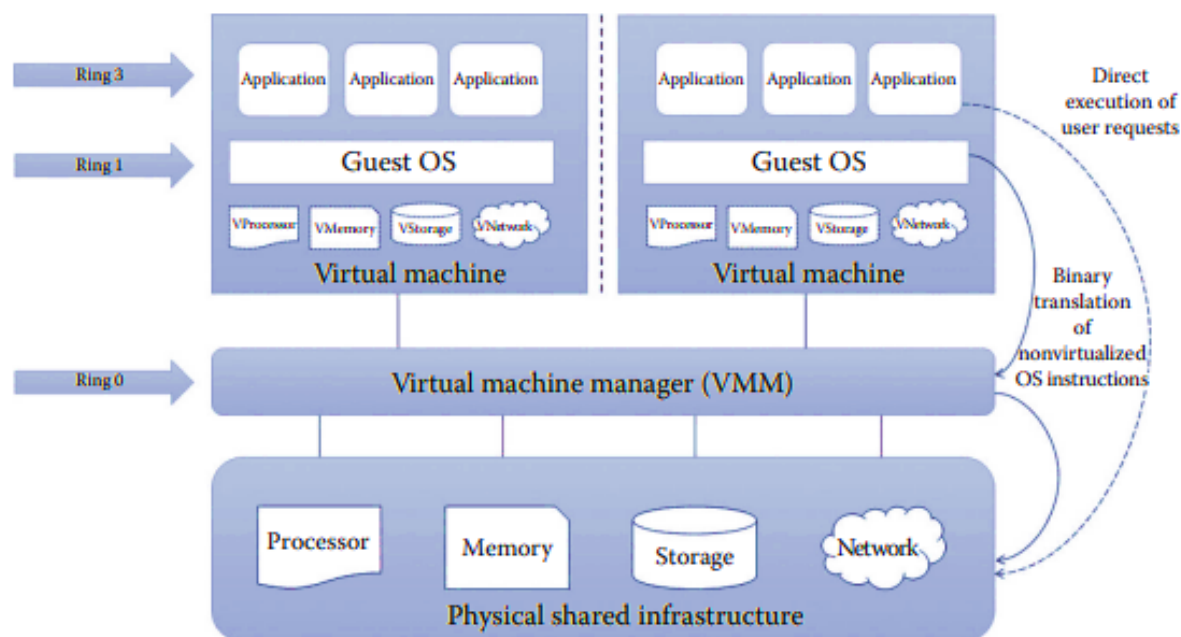 Ring 3
Application
Application
Application
Application
Application
Application
Direct
execution of
user requests
Ring 1
Guest OS
Guest OS
VProcessor
VMemory
VStorage
VNetwork
VProcessor
VMemory
VStorage
VNetwork
Virtual machine
Virtual machine
Binary
translation
of
nonvirtualized
OS instructions
Ring 0
Virtual machine manager (VMM)
Processor
Memory
Storage
Network
Physical shared infrastructure